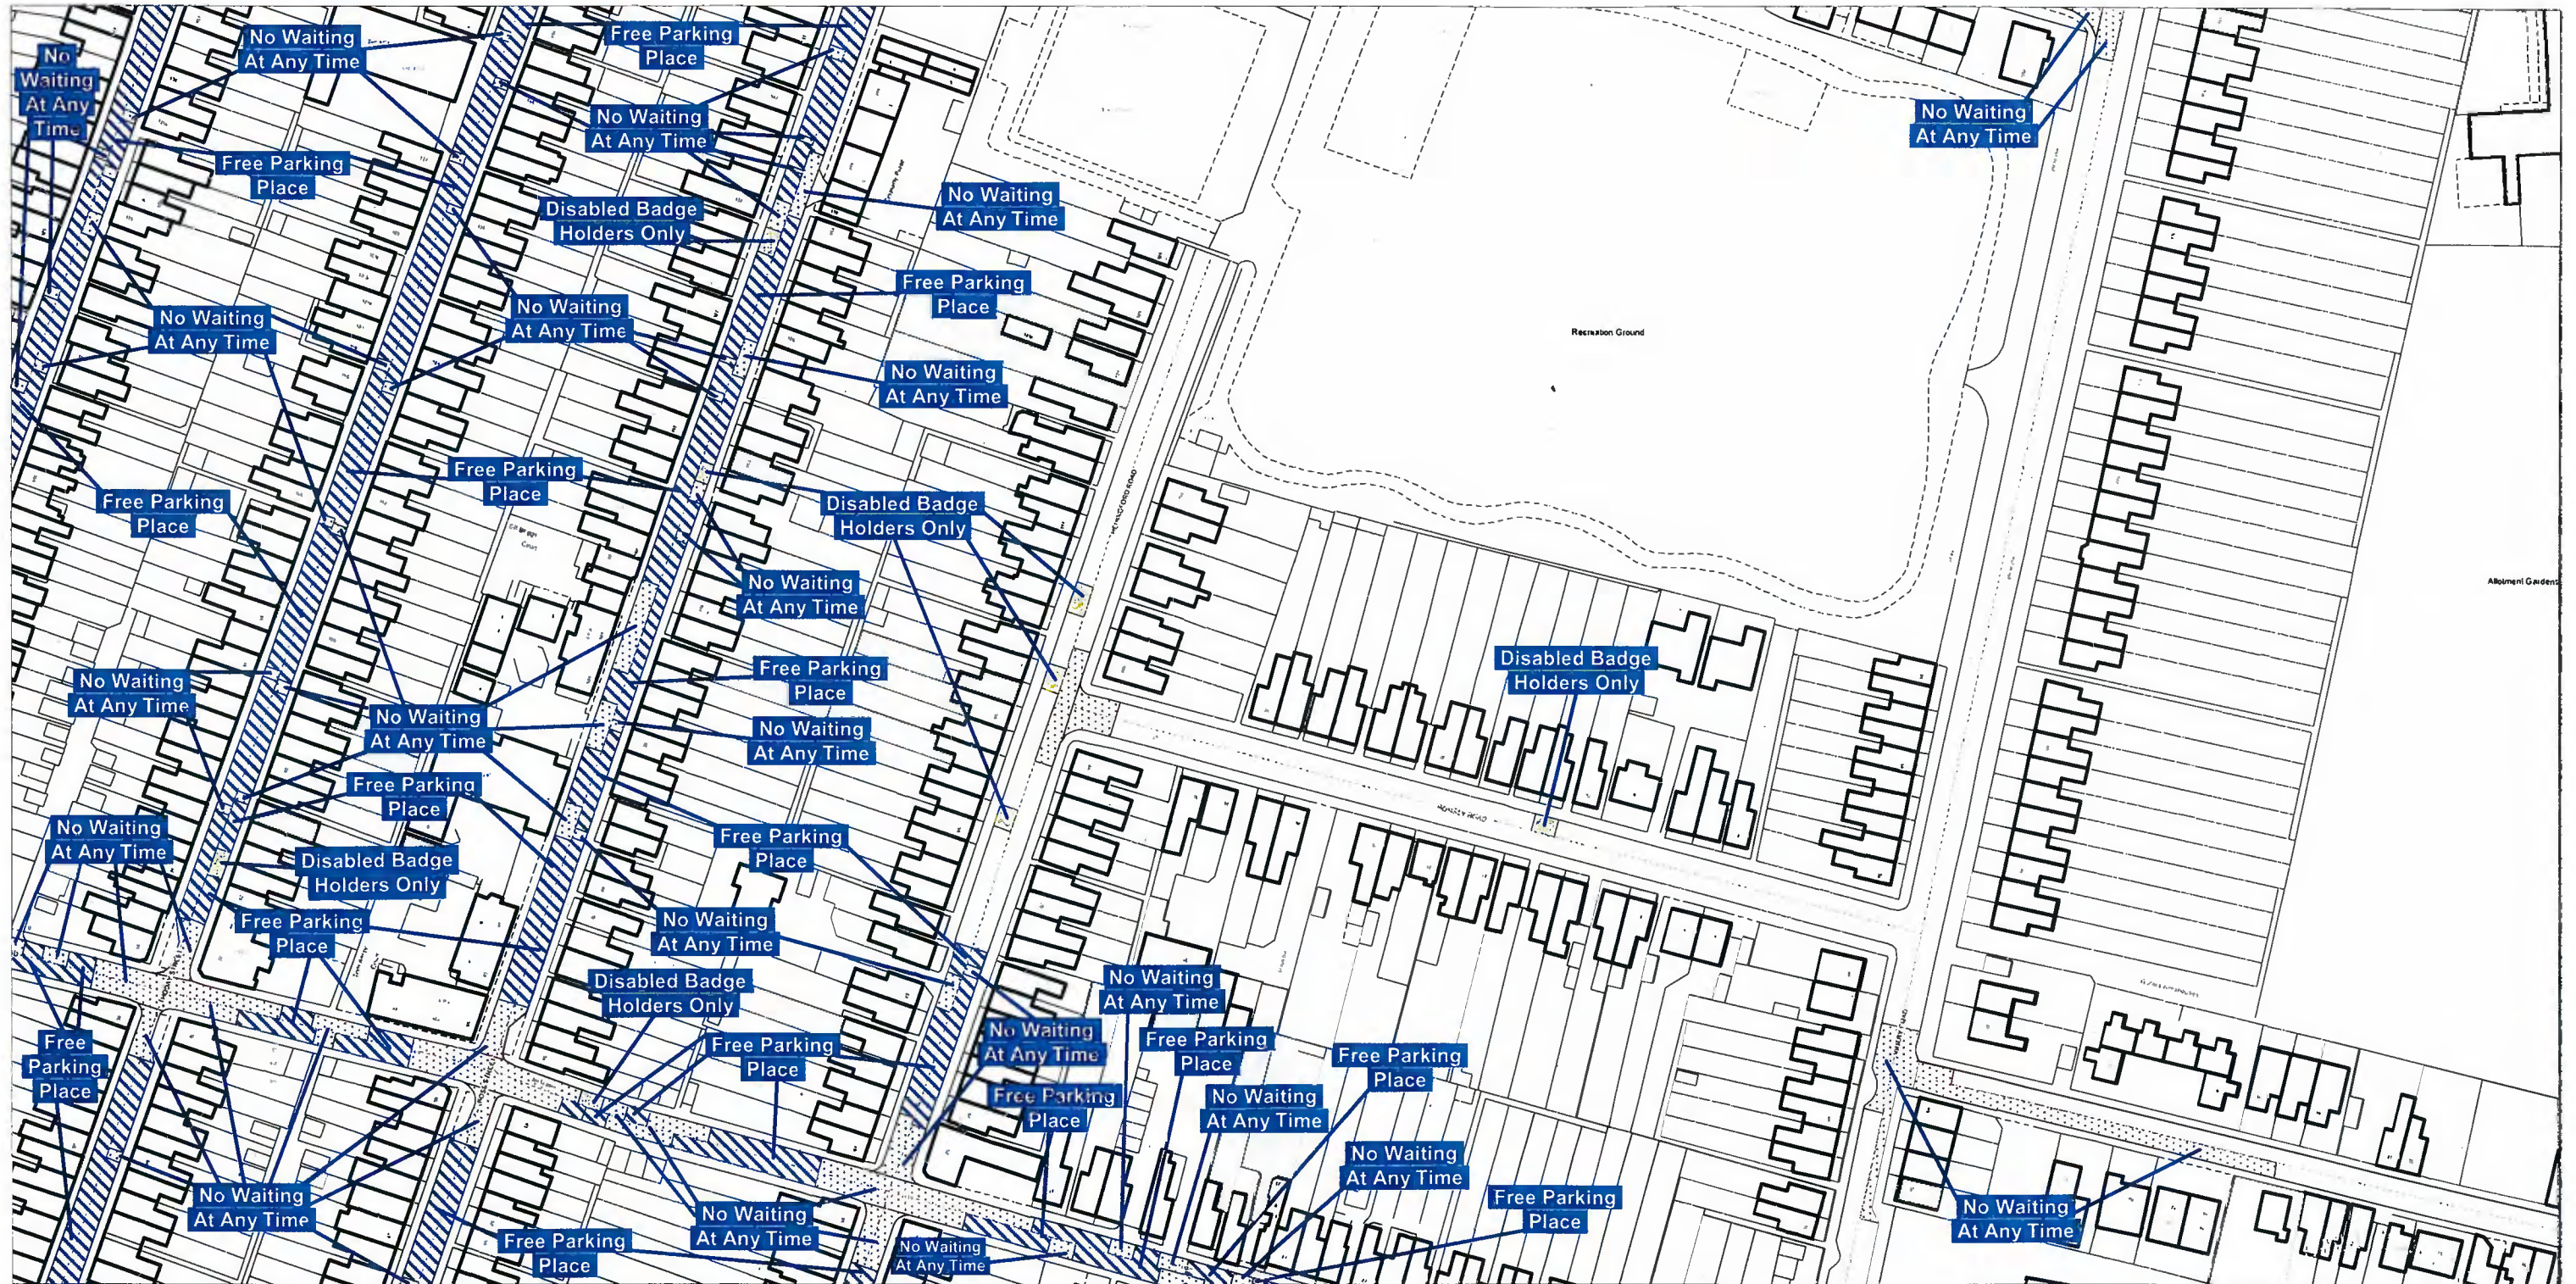 No
Waiting
At Any
Time
No Waiting
At Any Time
Free Parking
Place
No Waiting
At Any Time
Free Parking
Place
Disabled Badge
Holders Only
No Waiting
At Any Time
No Waiting
At Any Time
Free Parking
Place
Recreation Ground
No Waiting
At Any Time
No Waiting
At Any Time
No Waiting
At Any Time
Free Parking
Place
Free Parking
Place
Disabled Badge
Holders Only
No Waiting
At Any Time
Allotment Gardens
Free Parking
Place
Disabled Badge
Holders Only
No Waiting
At Any Time
No Waiting
At Any Time
No Waiting
At Any Time
Free Parking
Place
Free Parking
Place
No Waiting
At Any Time
Disabled Badge
Holders Only
Free Parking
Place
No Waiting
At Any Time
Disabled Badge
Holders Only
No Waiting
At Any Time
Free Parking
Place
Free
Parking
Place
Free Parking
Place
No Waiting
At Any Time
Free Parking
Place
Free Parking
Place
Free Parking
Place
No Waiting
At Any Time
No Waiting
At Any Time
No Waiting
At Any Time
No Waiting
At Any Time
Free Parking
Place
No Waiting
At Any Time
Free Parking
Place
No Waiting
At Any Time